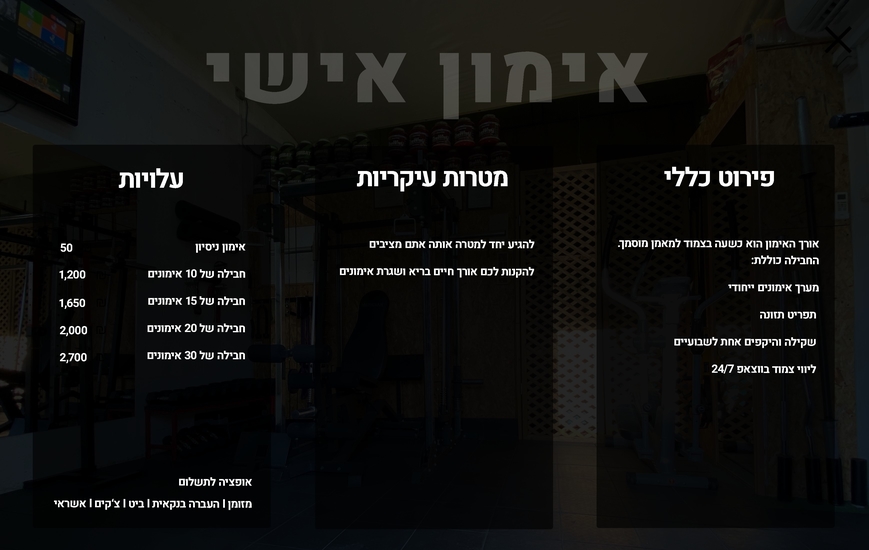 אימון אישי
פירוט כללי
אורך האימון הוא כשעה בצמוד למאמן מוסמך.
החבילה כוללת:
מערך אימונים ייחודי
תפריט תזונה
שקילה והיקפים אחת לשבועיים
ליווי צמוד בווצאפ 24/7
מטרות עיקריות
להגיע יחד למטרה אותה אתם מציבים
להקנות לכם אורך חיים בריא ושגרת אימונים
עלויות
אימון ניסיון 50
חבילה של 10 אימונים 1,200
חבילה של 15 אימונים 1,650
חבילה של 20 אימונים 2,000
חבילה של 30 אימונים 2,700
אופציה לתשלום
מזומן | העברה בנקאית | ביט | צ'קים | אשראי